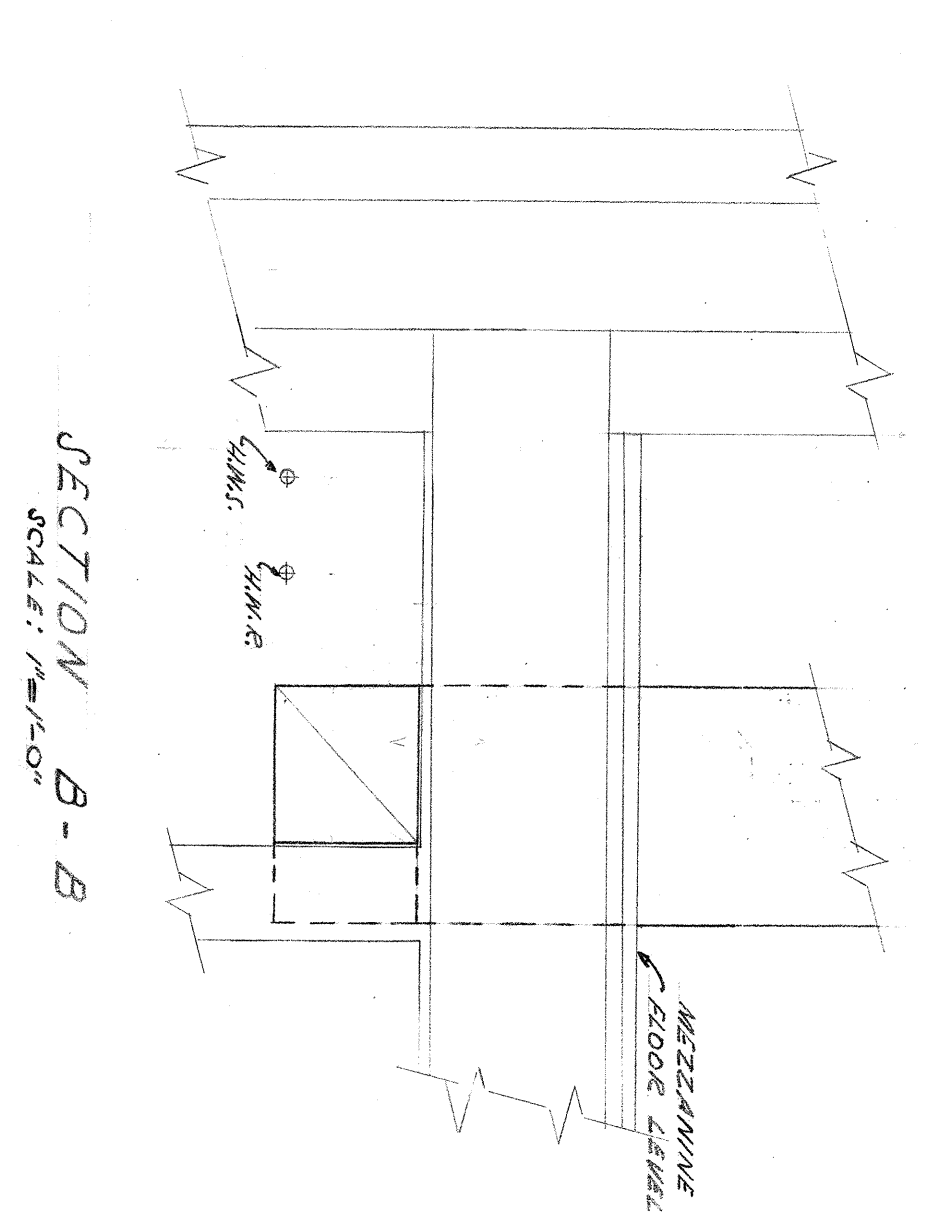 MEZZANINE
FLOOR LEVEL
H.W.S.
H.W.R.
SECTION B-B
SCALE: 1"=1'-0"